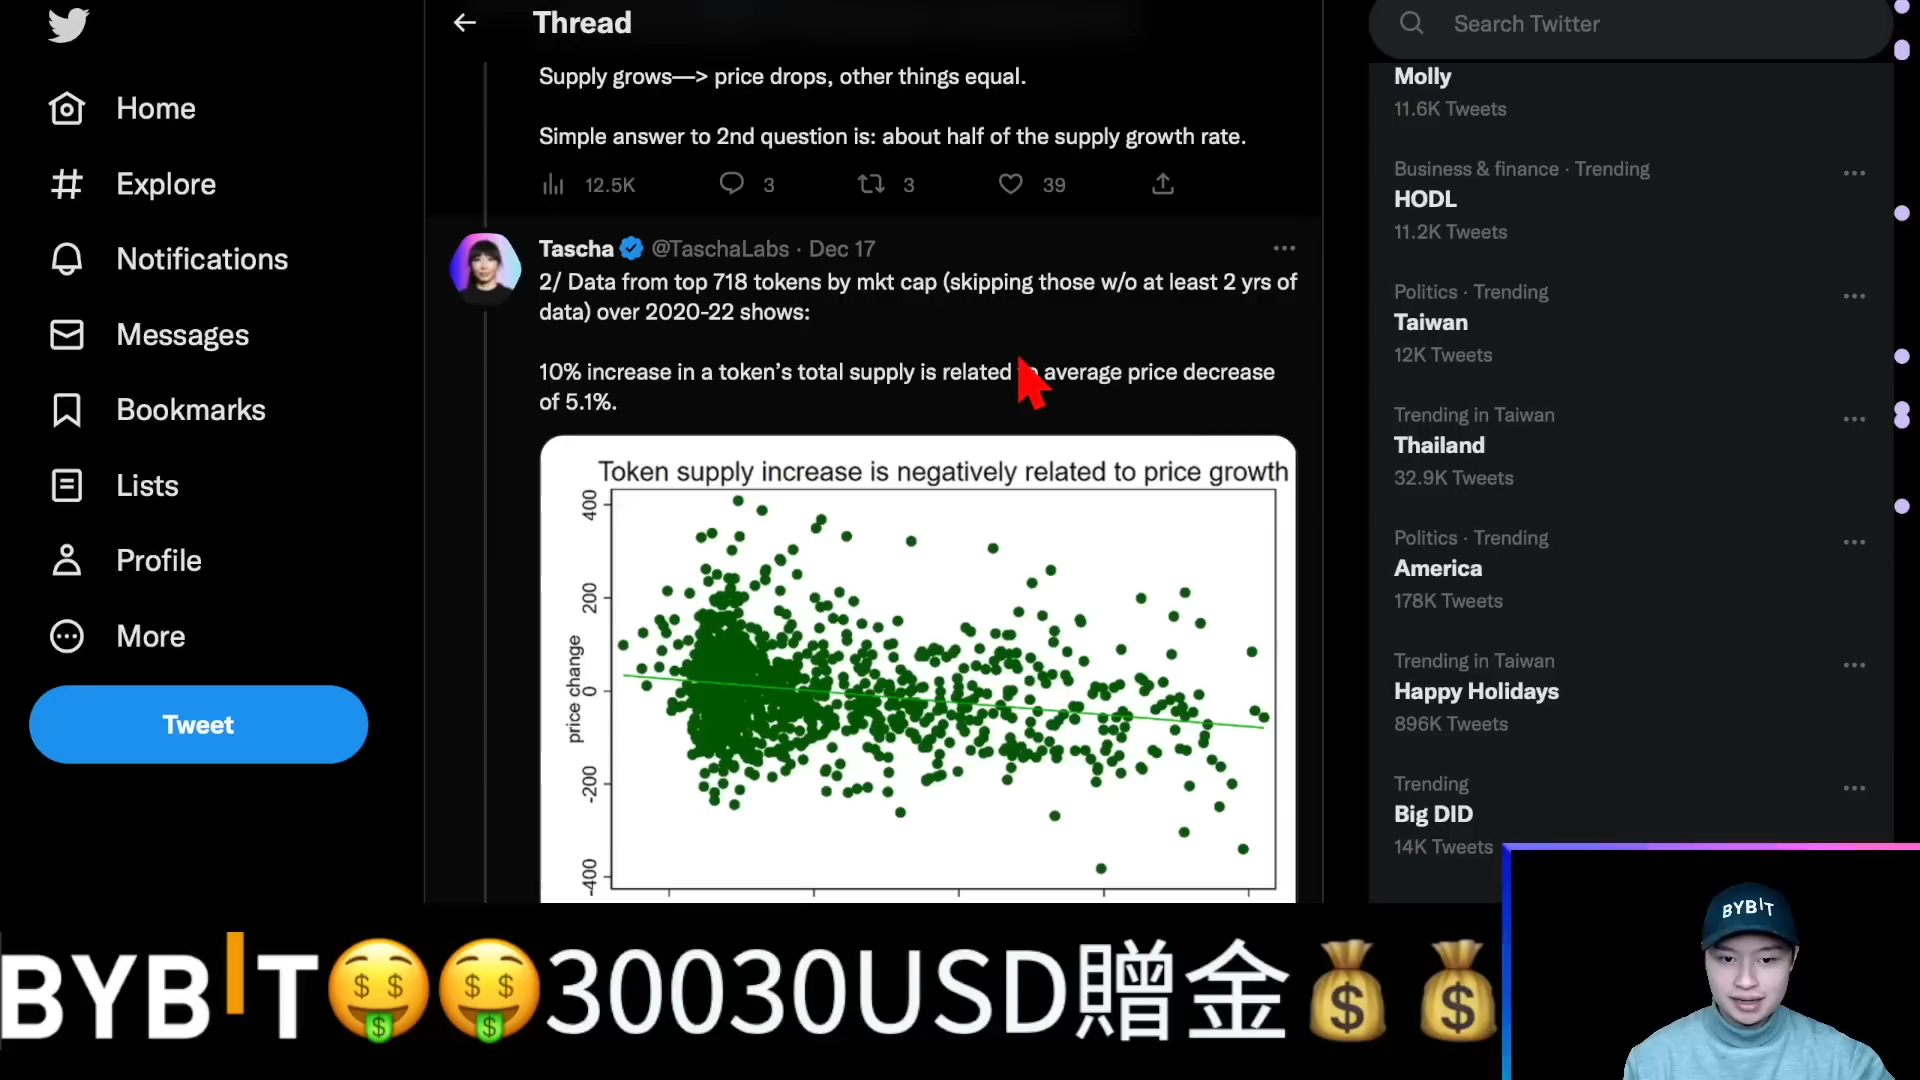 Home
Explore
Notifications
Messages
Bookmarks
Lists
Profile
More
Tweet
Thread
Supply grows—> price drops, other things equal.
Simple answer to 2nd question is: about half of the supply growth rate.
12.5K 3 3 39
Tascha @TaschaLabs · Dec 17
2/ Data from top 718 tokens by mkt cap (skipping those w/o at least 2 yrs of
data) over 2020-22 shows:
10% increase in a token's total supply is related to average price decrease
of 5.1%.
Token supply increase is negatively related to price growth
price change
400
200
0
-200
-400
Search Twitter
Molly
11.6K Tweets
Business & finance · Trending
HODL
11.2K Tweets
Politics · Trending
Taiwan
12K Tweets
Trending in Taiwan
Thailand
32.9K Tweets
Politics · Trending
America
178K Tweets
Trending in Taiwan
Happy Holidays
896K Tweets
Trending
Big DID
14K Tweets
BYBIT
BYBIT🤑🤑30030USD贈金💰💰